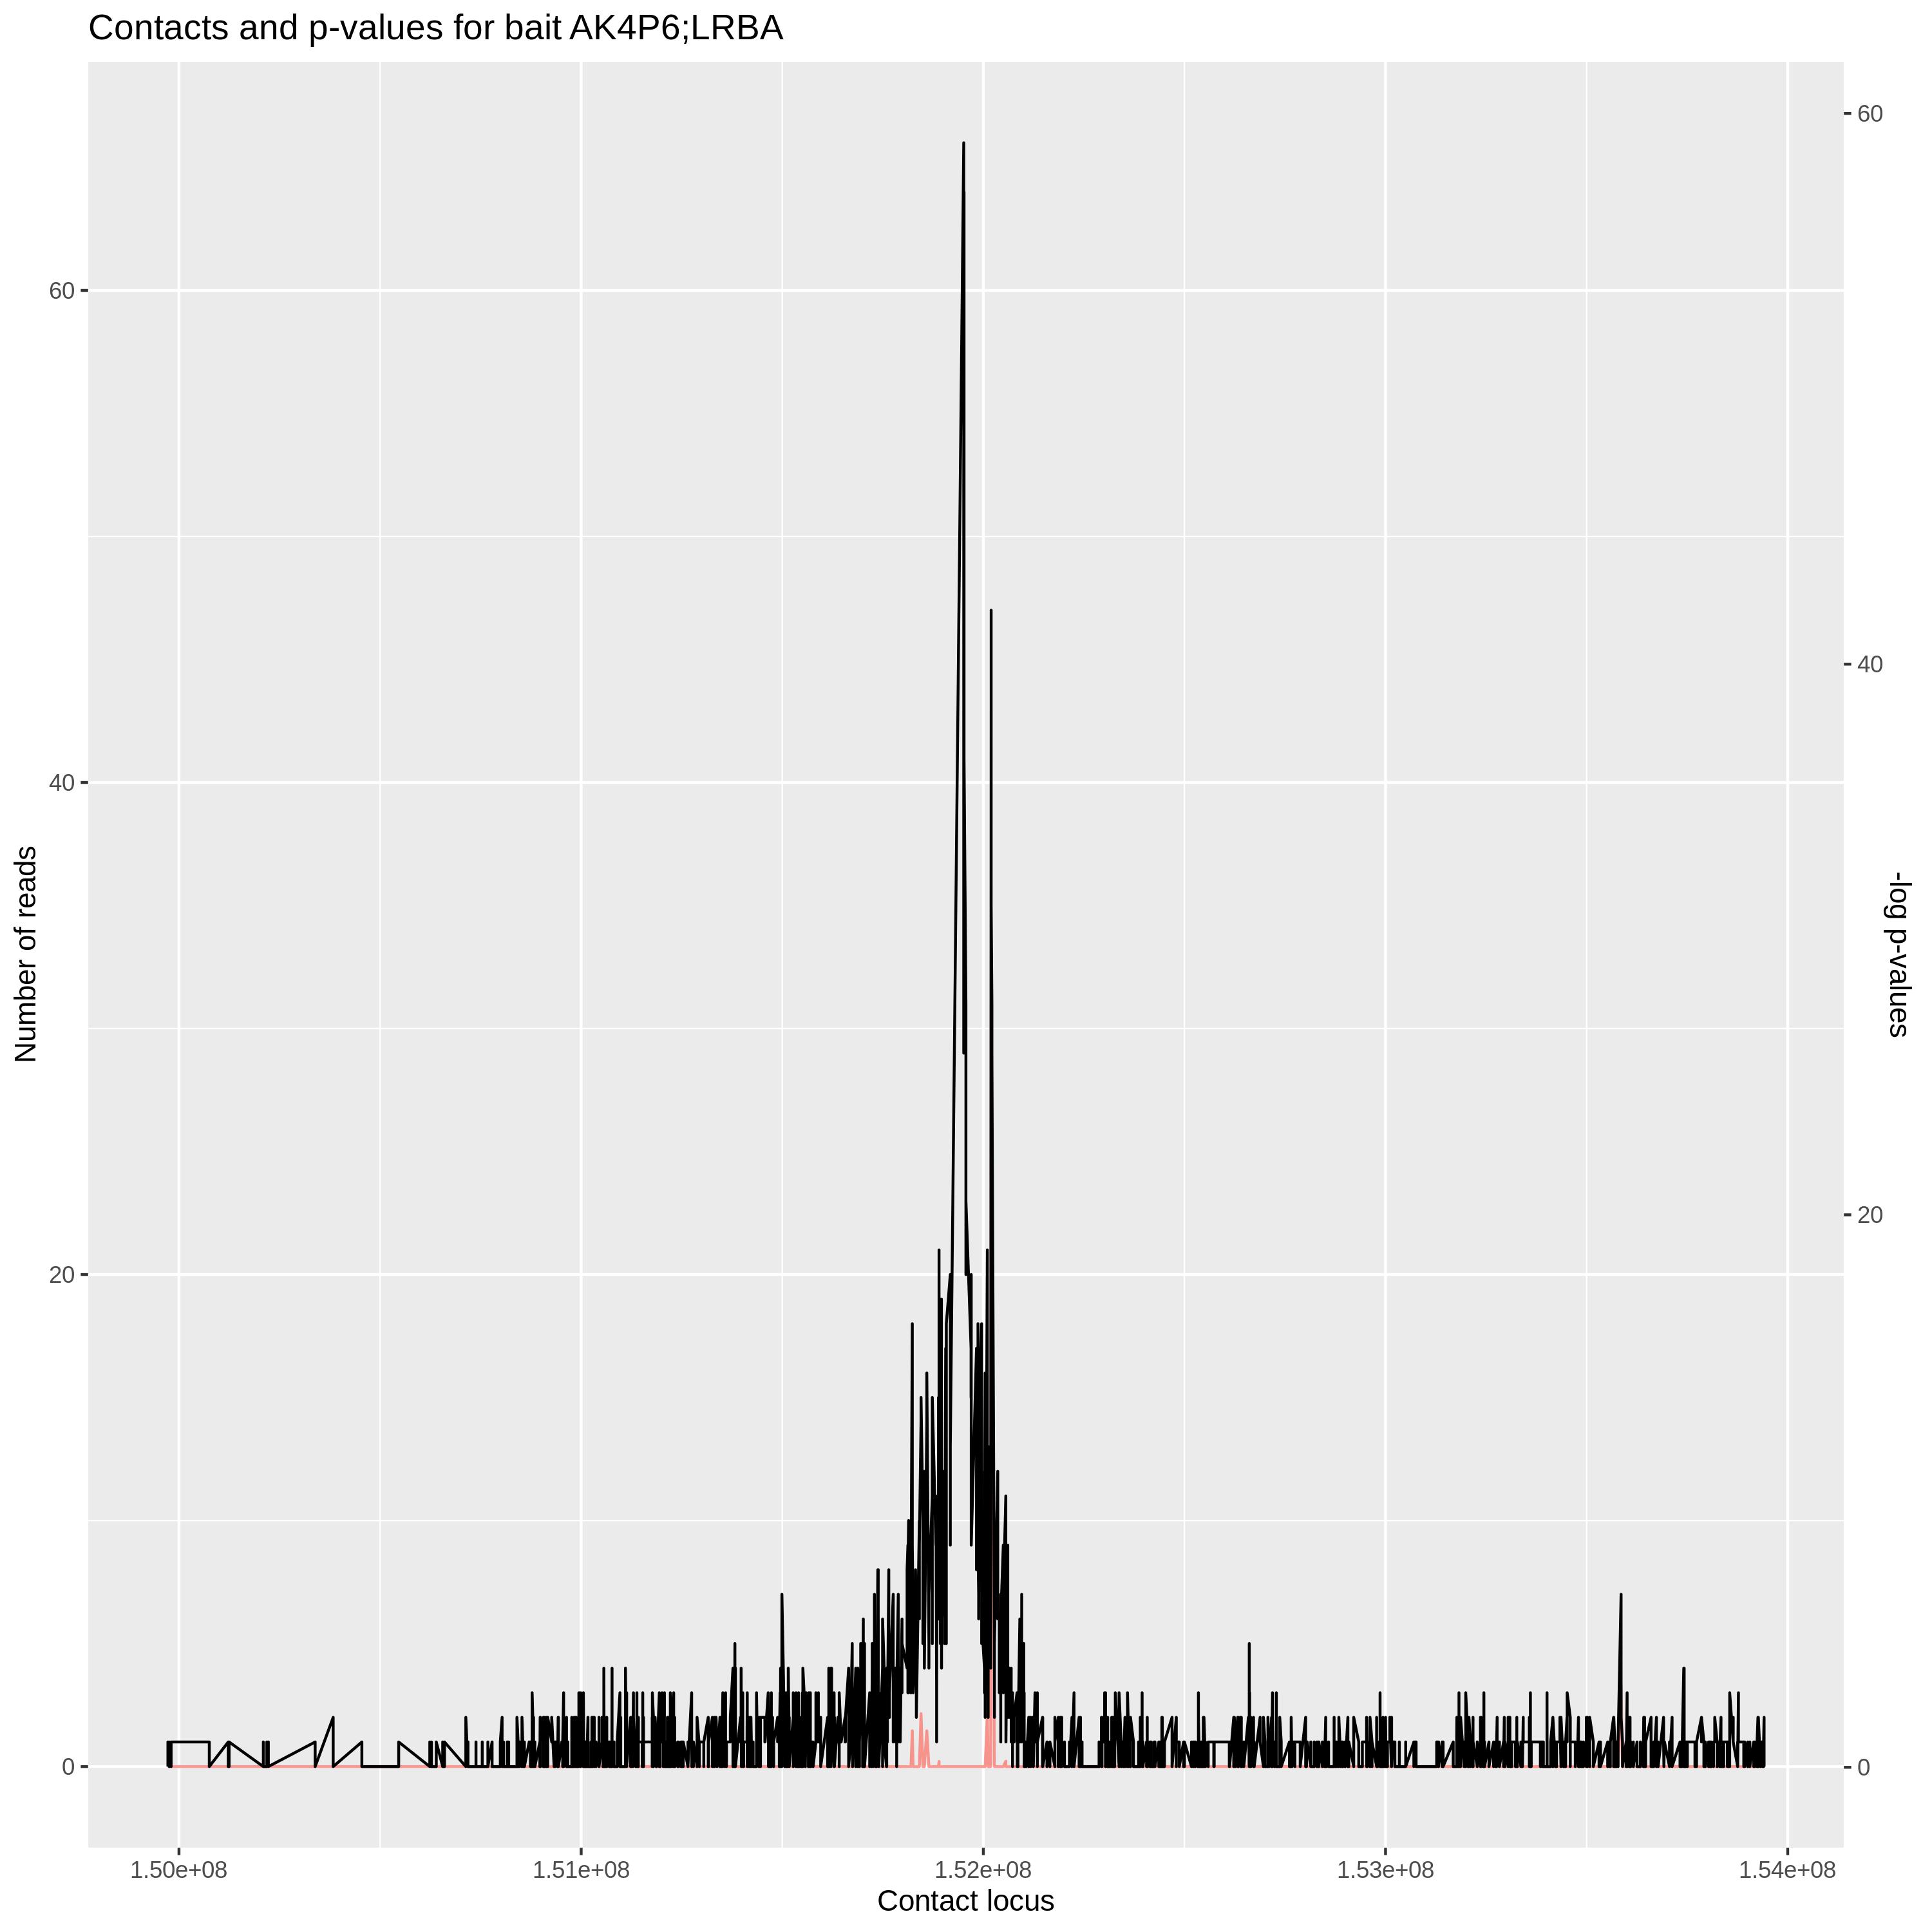 Contacts and p-values for bait AK4P6;LRBA
60
40
20
0
Number of reads
60
40
20
0
-log p-values
1.50e+08 1.51e+08 1.52e+08 1.53e+08 1.54e+08
Contact locus